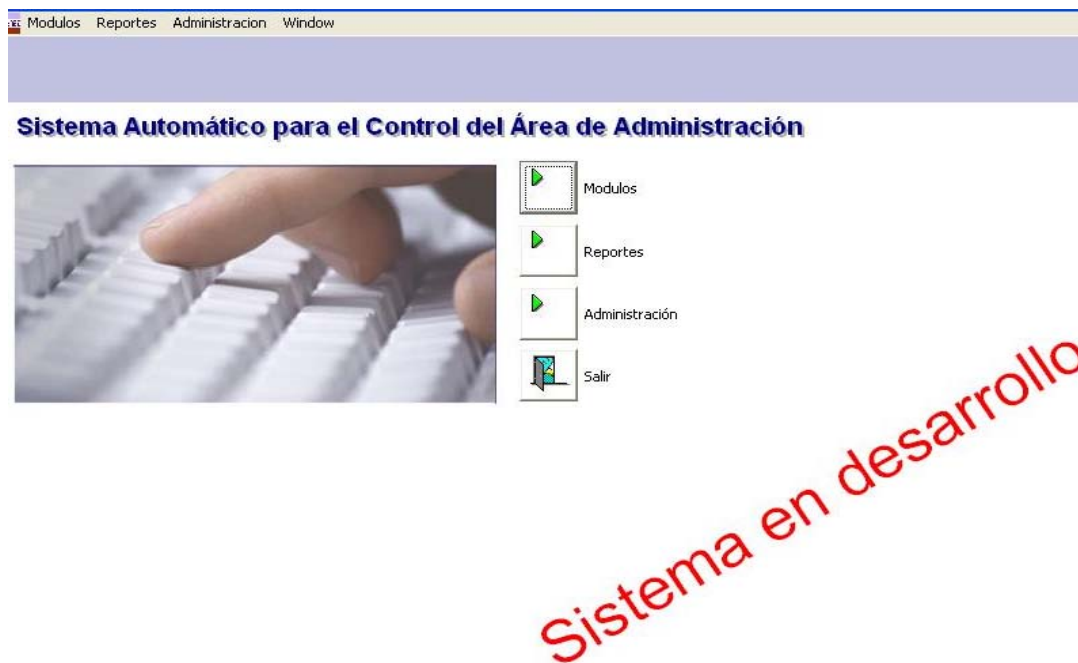 Modulos Reportes Administracion Window
Sistema Automático para el Control del Área de Administración
Modulos
Reportes
Administración
Salir
Sistema en desarrollo